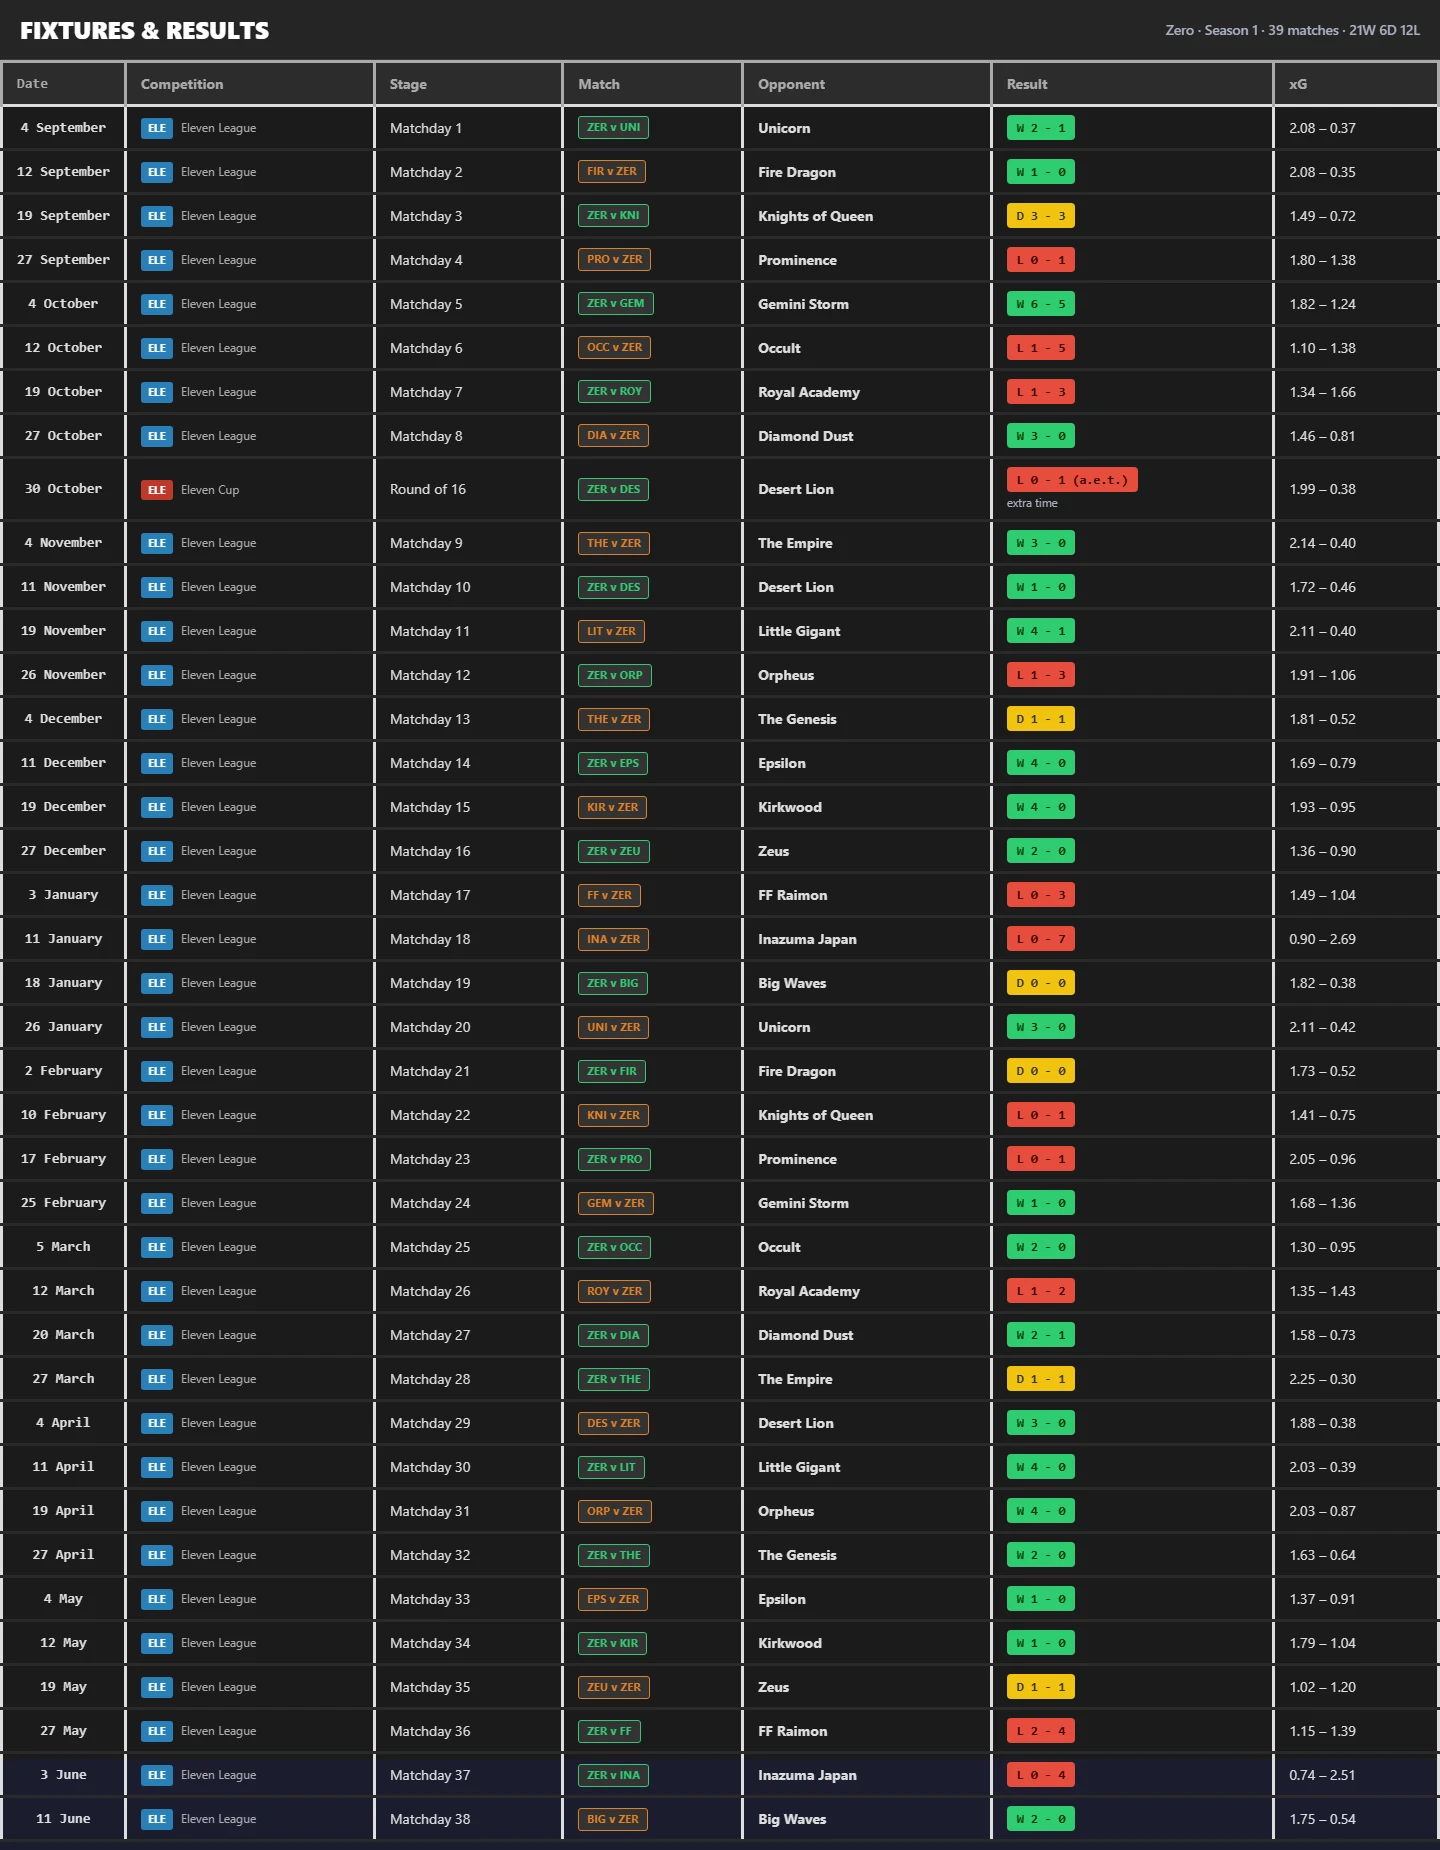 FIXTURES & RESULTS
Zero · Season 1 · 39 matches · 21W 6D 12L
Date Competition Stage Match Opponent Result xG
4 September ELE Eleven League Matchday 1 ZER v UNI Unicorn W 2 - 1 2.08 – 0.37
12 September ELE Eleven League Matchday 2 FIR v ZER Fire Dragon W 1 - 0 2.08 – 0.35
19 September ELE Eleven League Matchday 3 ZER v KNI Knights of Queen D 3 - 3 1.49 – 0.72
27 September ELE Eleven League Matchday 4 PRO v ZER Prominence L 0 - 1 1.80 – 1.38
4 October ELE Eleven League Matchday 5 ZER v GEM Gemini Storm W 6 - 5 1.82 – 1.24
12 October ELE Eleven League Matchday 6 OCC v ZER Occult L 1 - 5 1.10 – 1.38
19 October ELE Eleven League Matchday 7 ZER v ROY Royal Academy L 1 - 3 1.34 – 1.66
27 October ELE Eleven League Matchday 8 DIA v ZER Diamond Dust W 3 - 0 1.46 – 0.81
30 October ELE Eleven Cup Round of 16 ZER v DES Desert Lion L 0 - 1 (a.e.t.) 1.99 – 0.38
extra time
4 November ELE Eleven League Matchday 9 THE v ZER The Empire W 3 - 0 2.14 – 0.40
11 November ELE Eleven League Matchday 10 ZER v DES Desert Lion W 1 - 0 1.72 – 0.46
19 November ELE Eleven League Matchday 11 LIT v ZER Little Gigant W 4 - 1 2.11 – 0.40
26 November ELE Eleven League Matchday 12 ZER v ORP Orpheus L 1 - 3 1.91 – 1.06
4 December ELE Eleven League Matchday 13 THE v ZER The Genesis D 1 - 1 1.81 – 0.52
11 December ELE Eleven League Matchday 14 ZER v EPS Epsilon W 4 - 0 1.69 – 0.79
19 December ELE Eleven League Matchday 15 KIR v ZER Kirkwood W 4 - 0 1.93 – 0.95
27 December ELE Eleven League Matchday 16 ZER v ZEU Zeus W 2 - 0 1.36 – 0.90
3 January ELE Eleven League Matchday 17 FF v ZER FF Raimon L 0 - 3 1.49 – 1.04
11 January ELE Eleven League Matchday 18 INA v ZER Inazuma Japan L 0 - 7 0.90 – 2.69
18 January ELE Eleven League Matchday 19 ZER v BIG Big Waves D 0 - 0 1.82 – 0.38
26 January ELE Eleven League Matchday 20 UNI v ZER Unicorn W 3 - 0 2.11 – 0.42
2 February ELE Eleven League Matchday 21 ZER v FIR Fire Dragon D 0 - 0 1.73 – 0.52
10 February ELE Eleven League Matchday 22 KNI v ZER Knights of Queen L 0 - 1 1.41 – 0.75
17 February ELE Eleven League Matchday 23 ZER v PRO Prominence L 0 - 1 2.05 – 0.96
25 February ELE Eleven League Matchday 24 GEM v ZER Gemini Storm W 1 - 0 1.68 – 1.36
5 March ELE Eleven League Matchday 25 ZER v OCC Occult W 2 - 0 1.30 – 0.95
12 March ELE Eleven League Matchday 26 ROY v ZER Royal Academy L 1 - 2 1.35 – 1.43
20 March ELE Eleven League Matchday 27 ZER v DIA Diamond Dust W 2 - 1 1.58 – 0.73
27 March ELE Eleven League Matchday 28 ZER v THE The Empire D 1 - 1 2.25 – 0.30
4 April ELE Eleven League Matchday 29 DES v ZER Desert Lion W 3 - 0 1.88 – 0.38
11 April ELE Eleven League Matchday 30 ZER v LIT Little Gigant W 4 - 0 2.03 – 0.39
19 April ELE Eleven League Matchday 31 ORP v ZER Orpheus W 4 - 0 2.03 – 0.87
27 April ELE Eleven League Matchday 32 ZER v THE The Genesis W 2 - 0 1.63 – 0.64
4 May ELE Eleven League Matchday 33 EPS v ZER Epsilon W 1 - 0 1.37 – 0.91
12 May ELE Eleven League Matchday 34 ZER v KIR Kirkwood W 1 - 0 1.79 – 1.04
19 May ELE Eleven League Matchday 35 ZEU v ZER Zeus D 1 - 1 1.02 – 1.20
27 May ELE Eleven League Matchday 36 ZER v FF FF Raimon L 2 - 4 1.15 – 1.39
3 June ELE Eleven League Matchday 37 ZER v INA Inazuma Japan L 0 - 4 0.74 – 2.51
11 June ELE Eleven League Matchday 38 BIG v ZER Big Waves W 2 - 0 1.75 – 0.54